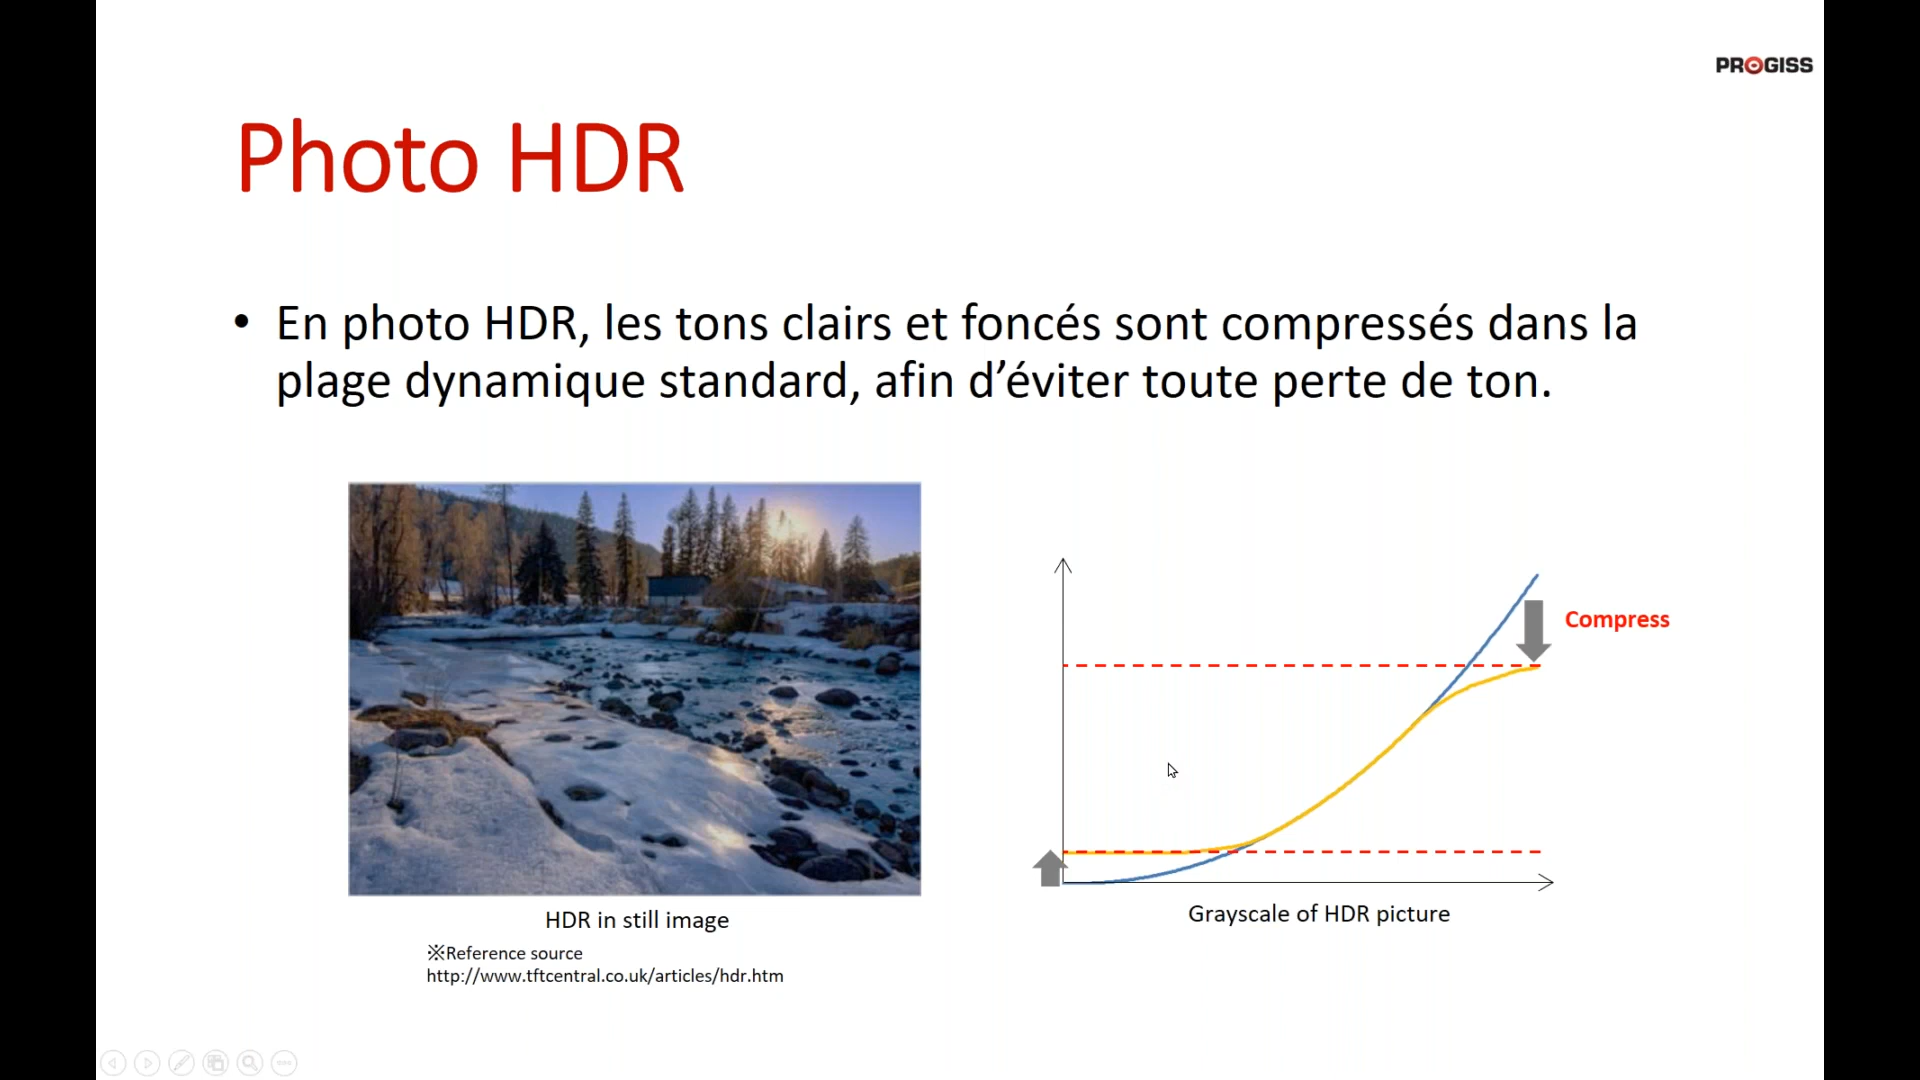 PROGISS
Photo HDR
• En photo HDR, les tons clairs et foncés sont compressés dans la
plage dynamique standard, afin d’éviter toute perte de ton.
Compress
HDR in still image
Grayscale of HDR picture
※Reference source
http://www.tftcentral.co.uk/articles/hdr.htm